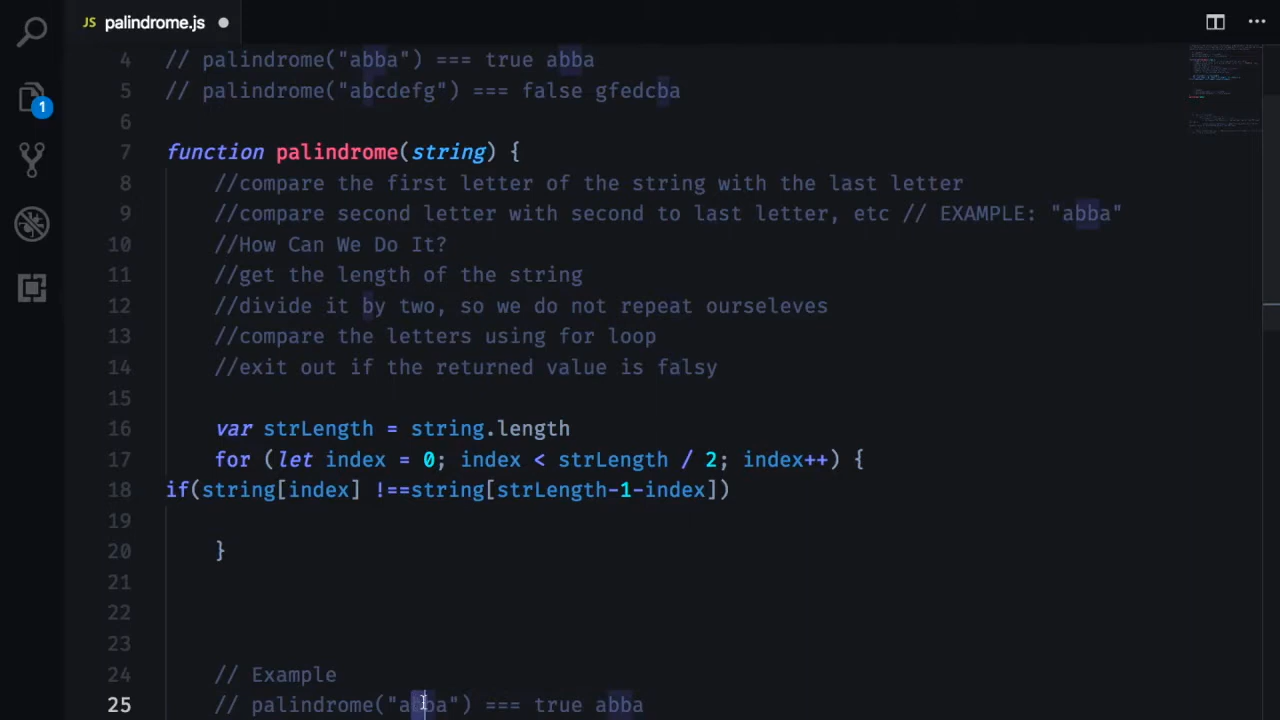 JS palindrome.js
1
4 // palindrome("abba") === true abba
5 // palindrome("abcdefg") === false gfedcba
6
7 function palindrome(string) {
8 //compare the first letter of the string with the last letter
9 //compare second letter with second to last letter, etc // EXAMPLE: "abba"
10 //How Can We Do It?
11 //get the length of the string
12 //divide it by two, so we do not repeat ourseleves
13 //compare the letters using for loop
14 //exit out if the returned value is falsy
15
16 var strLength = string.length
17 for (let index = 0; index < strLength / 2; index++) {
18 if(string[index] !==string[strLength-1-index])
19
20 }
21
22
23
24 // Example
25 // palindrome("abba") === true abba